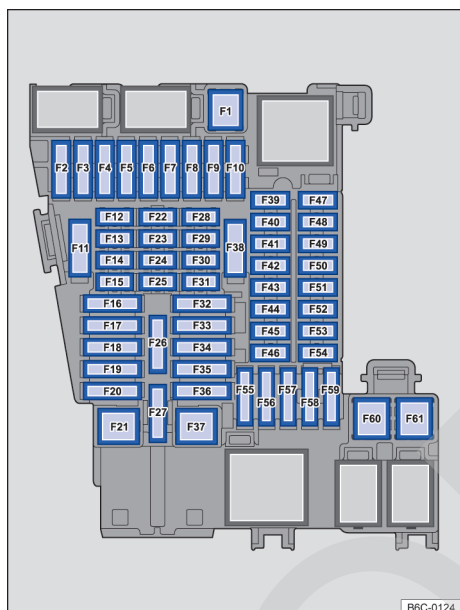 F1
F2 F3 F4 F5 F6 F7 F8 F9 F10
F39 F47
F12 F22 F28
F40 F48
F13 F23 F29
F11 F38
F41 F49
F14 F24 F30
F42 F50
F15 F25 F31
F43 F51
F16 F32
F44 F52
F17 F33
F45 F53
F26
F18 F34
F46 F54
F19 F35
F20 F36
F55 F56 F57 F58 F59
F27
F21 F37
F60 F61
B6C-0124